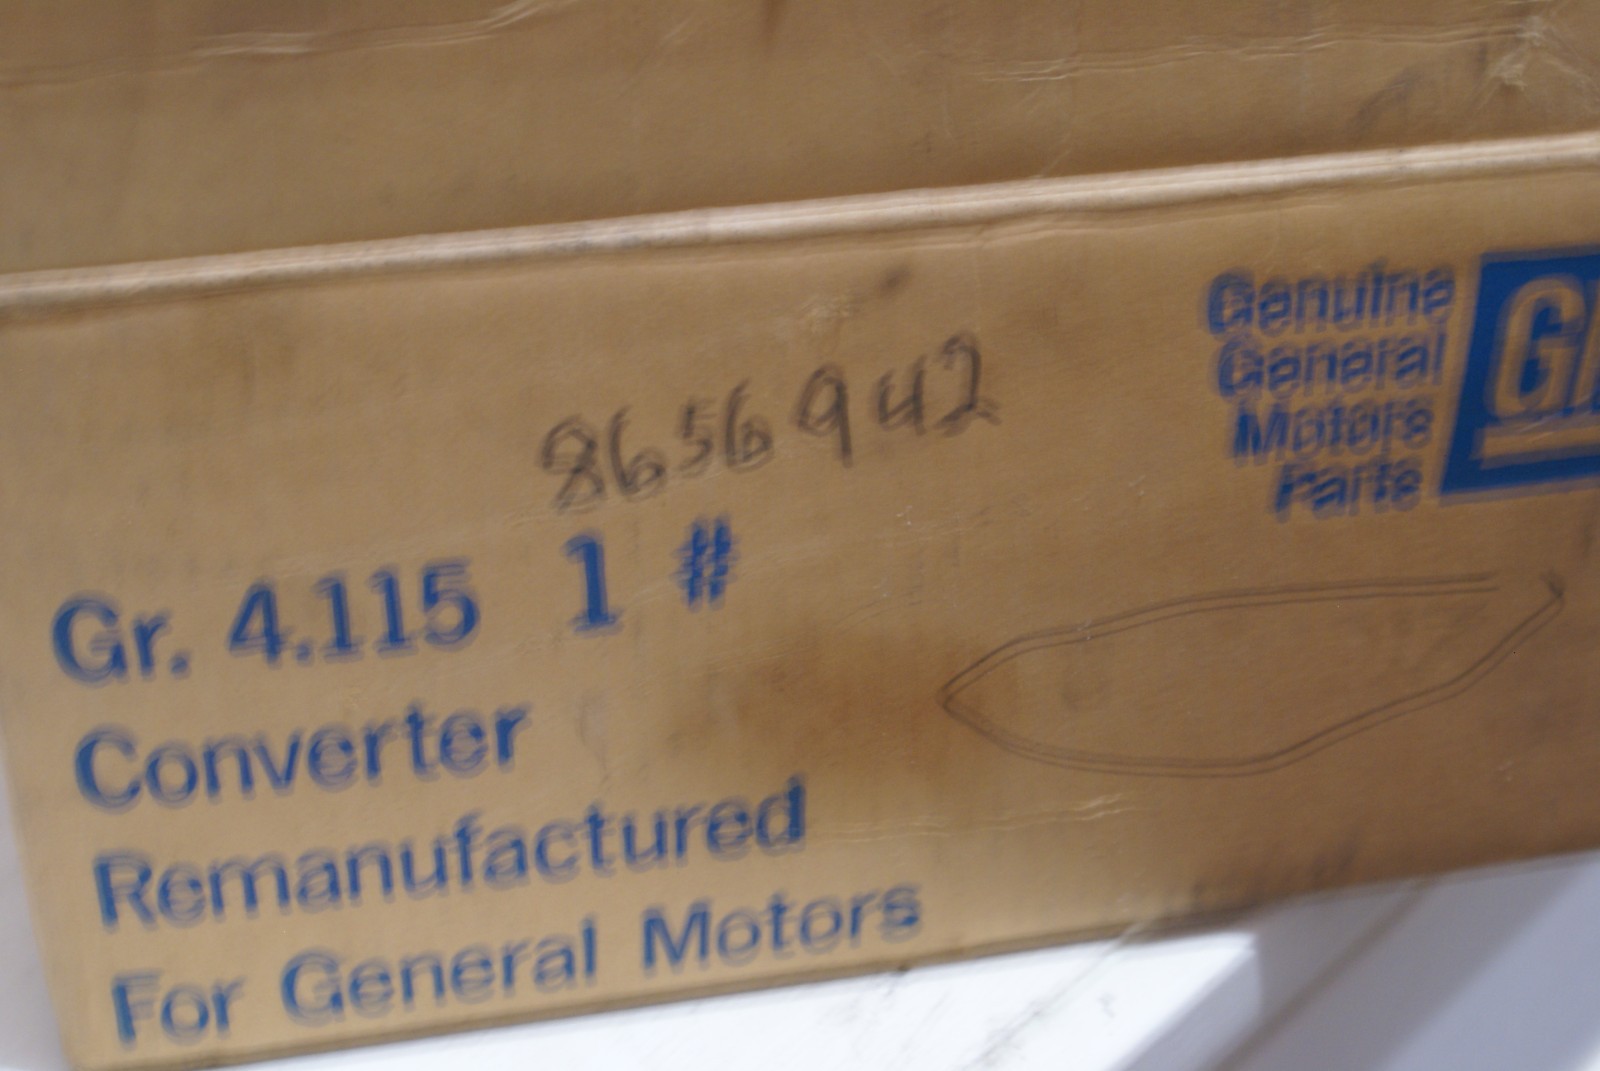 Genuine
General
Motors
Parts
8656942
Gr. 4.115 1 #
Converter
Remanufactured
For General Motors